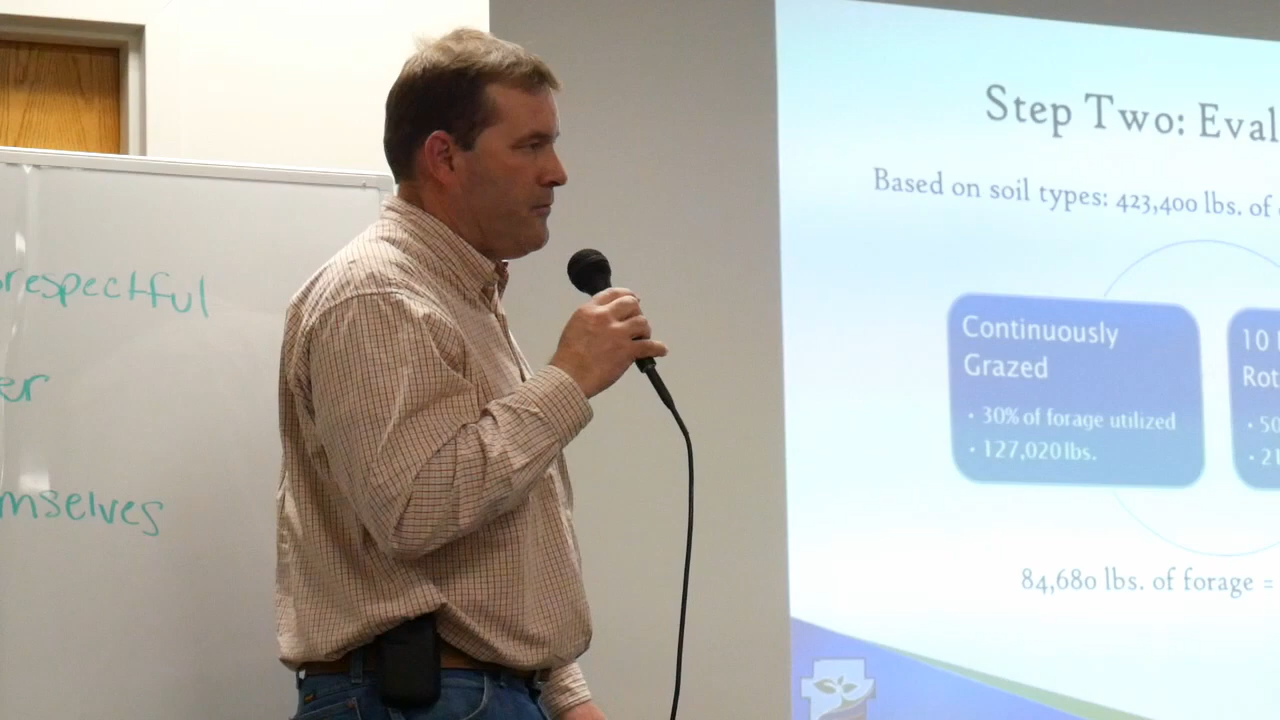 respectful
er
mselves
Step Two: Eval
Based on soil types: 423,400 lbs. of
Continuously
Grazed
• 30% of forage utilized
• 127,020 lbs.
10
Rot
• 50
• 21
84,680 lbs. of forage =